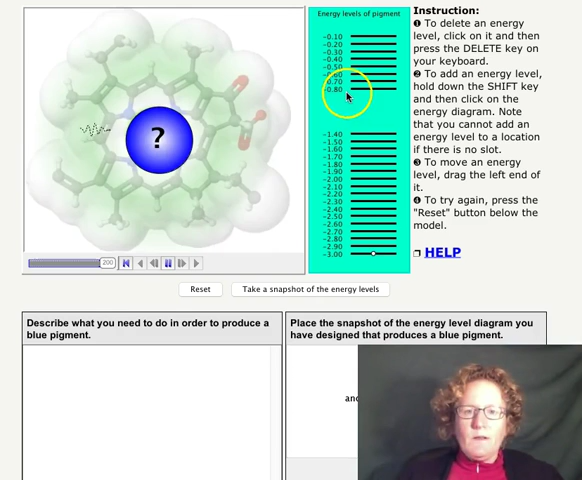 Energy levels of pigment
-0.10
-0.20
-0.30
-0.40
-0.50
-0.60
-0.70
-0.80
-1.40
-1.50
-1.60
-1.70
-1.80
-1.90
-2.00
-2.10
-2.20
-2.30
-2.40
-2.50
-2.60
-2.70
-2.80
-2.90
-3.00
?
200
Instruction:
❶ To delete an energy
level, click on it and then
press the DELETE key on
your keyboard.
❷ To add an energy level,
hold down the SHIFT key
and then click on the
energy diagram. Note
that you cannot add an
energy level to a location
if there is no slot.
❸ To move an energy
level, drag the left end of
it.
❹ To try again, press the
"Reset" button below the
model.
HELP
Reset
Take a snapshot of the energy levels
Describe what you need to do in order to produce a
blue pigment.
Place the snapshot of the energy level diagram you
have designed that produces a blue pigment.